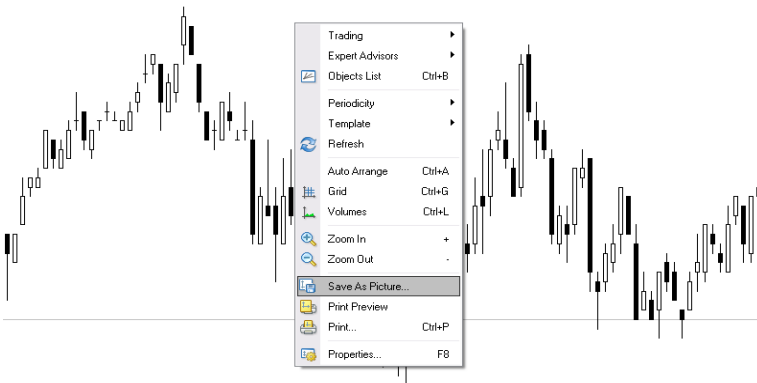 Trading
Expert Advisors
Objects List Ctrl+B
Periodicity
Template
Refresh
Auto Arrange Ctrl+A
Grid Ctrl+G
Volumes Ctrl+L
Zoom In +
Zoom Out -
Save As Picture...
Print Preview
Print... Ctrl+P
Properties... F8